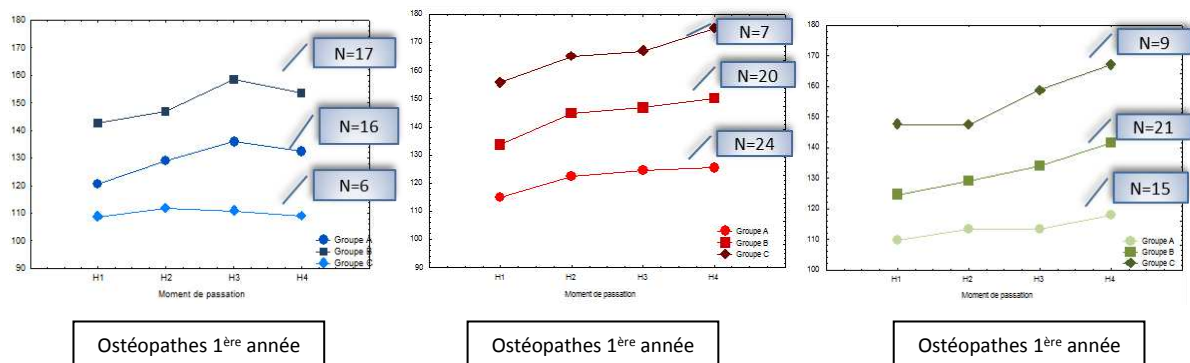 180
170
160
150
140
130
120
110
100
90
H1 H2 H3 H4
Moment de passation
N=17
N=16
N=6
Groupe A
Groupe B
Groupe C
Ostéopathes 1ère année
180
170
160
150
140
130
120
110
100
90
H1 H2 H3 H4
Moment de passation
N=7
N=20
N=24
Groupe A
Groupe B
Groupe C
Ostéopathes 1ère année
180
170
160
150
140
130
120
110
100
H1 H2 H3 H4
Moment de passation
N=9
N=21
N=15
Groupe A
Groupe B
Groupe C
Ostéopathes 1ère année